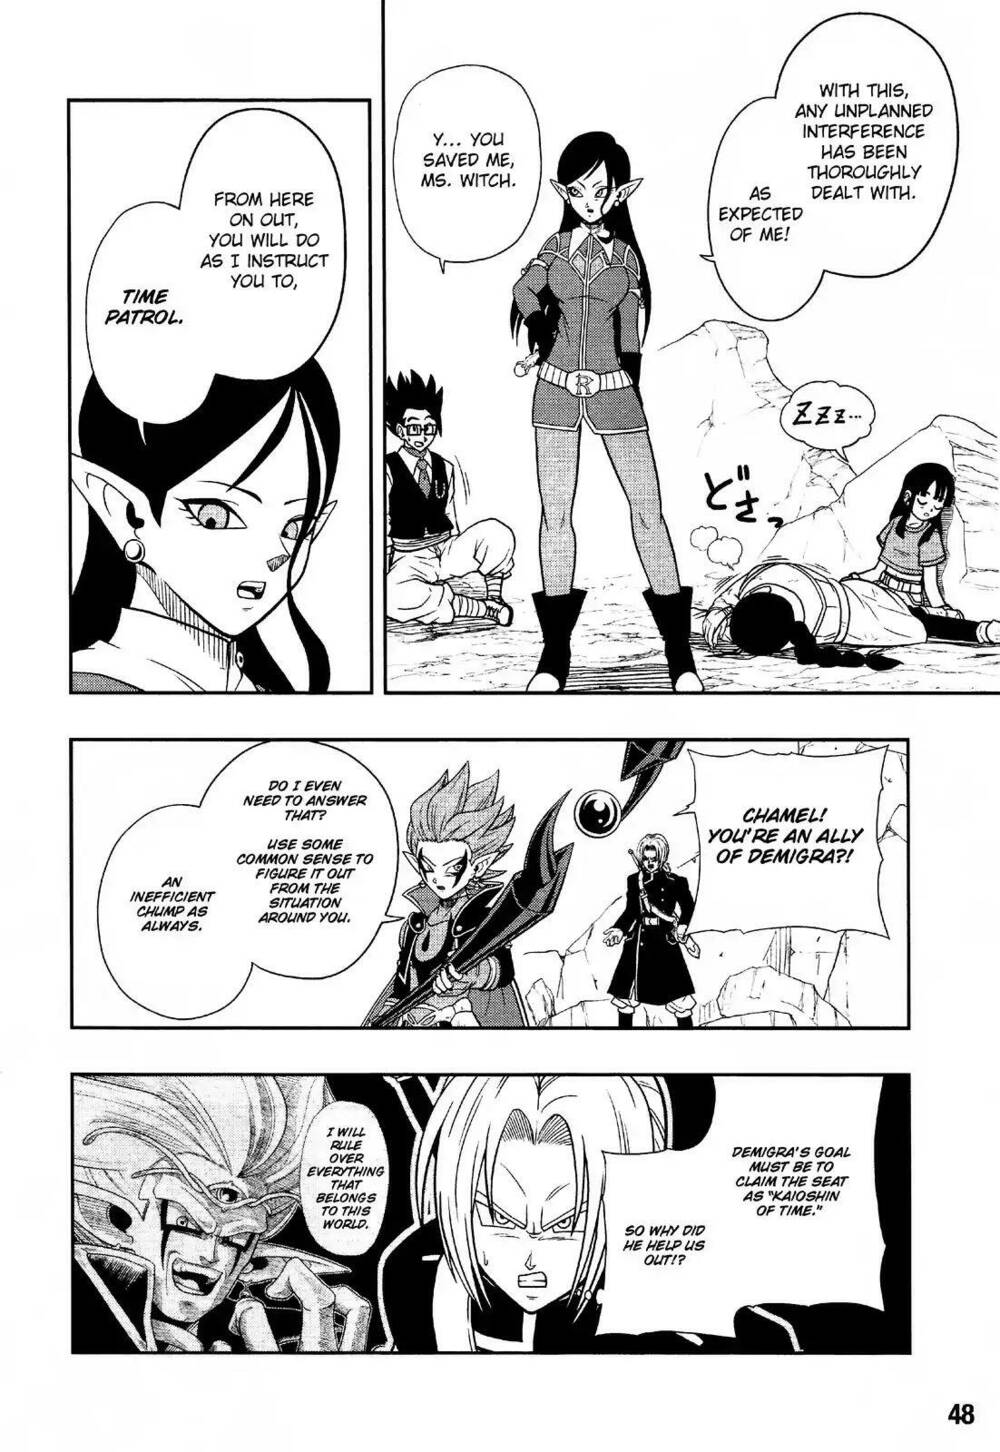 WITH THIS,
ANY UNPLANNED
INTERFERENCE
HAS BEEN
THOROUGHLY
DEALT WITH.
AS
EXPECTED
OF ME!
Y... YOU
SAVED ME,
MS. WITCH.
R
ZZZ...
どさっ
FROM HERE
ON OUT,
YOU WILL DO
AS I INSTRUCT
YOU TO,
TIME
PATROL.
CHAMEL!
YOU'RE AN ALLY
OF DEMIGRA?!
DO I EVEN
NEED TO ANSWER
THAT?
USE SOME
COMMON SENSE TO
FIGURE IT OUT
FROM THE
SITUATION
AROUND YOU.
AN
INEFFICIENT
CHUMP AS
ALWAYS.
DEMIGRA'S GOAL
MUST BE TO
CLAIM THE SEAT
AS "KAIOSHIN
OF TIME."
SO WHY DID
HE HELP US
OUT!?
I WILL
RULE
OVER
EVERYTHING
THAT
BELONGS
TO THIS
WORLD.
48